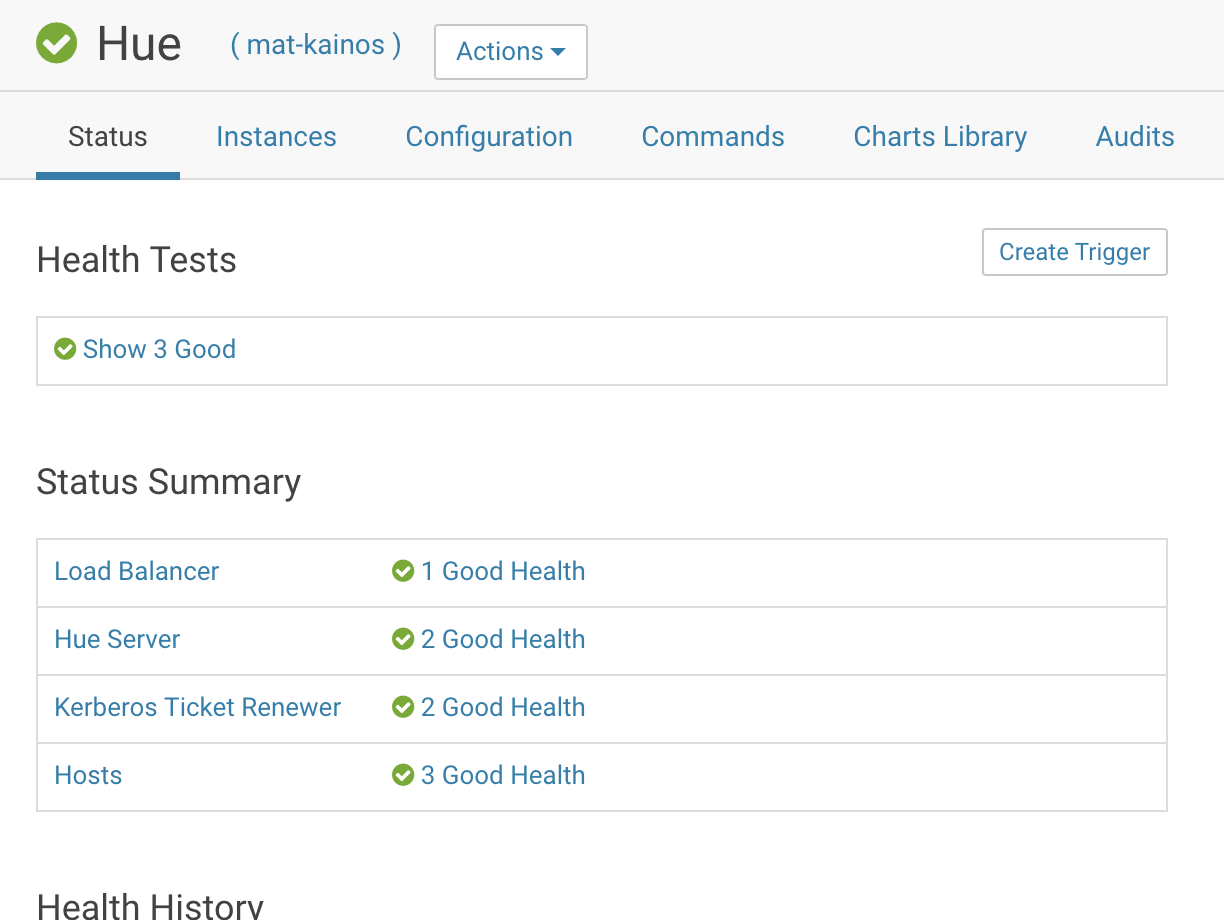 Hue ( mat-kainos ) Actions
Status Instances Configuration Commands Charts Library Audits
Health Tests Create Trigger
Show 3 Good
Status Summary
Load Balancer 1 Good Health
Hue Server 2 Good Health
Kerberos Ticket Renewer 2 Good Health
Hosts 3 Good Health
Health History